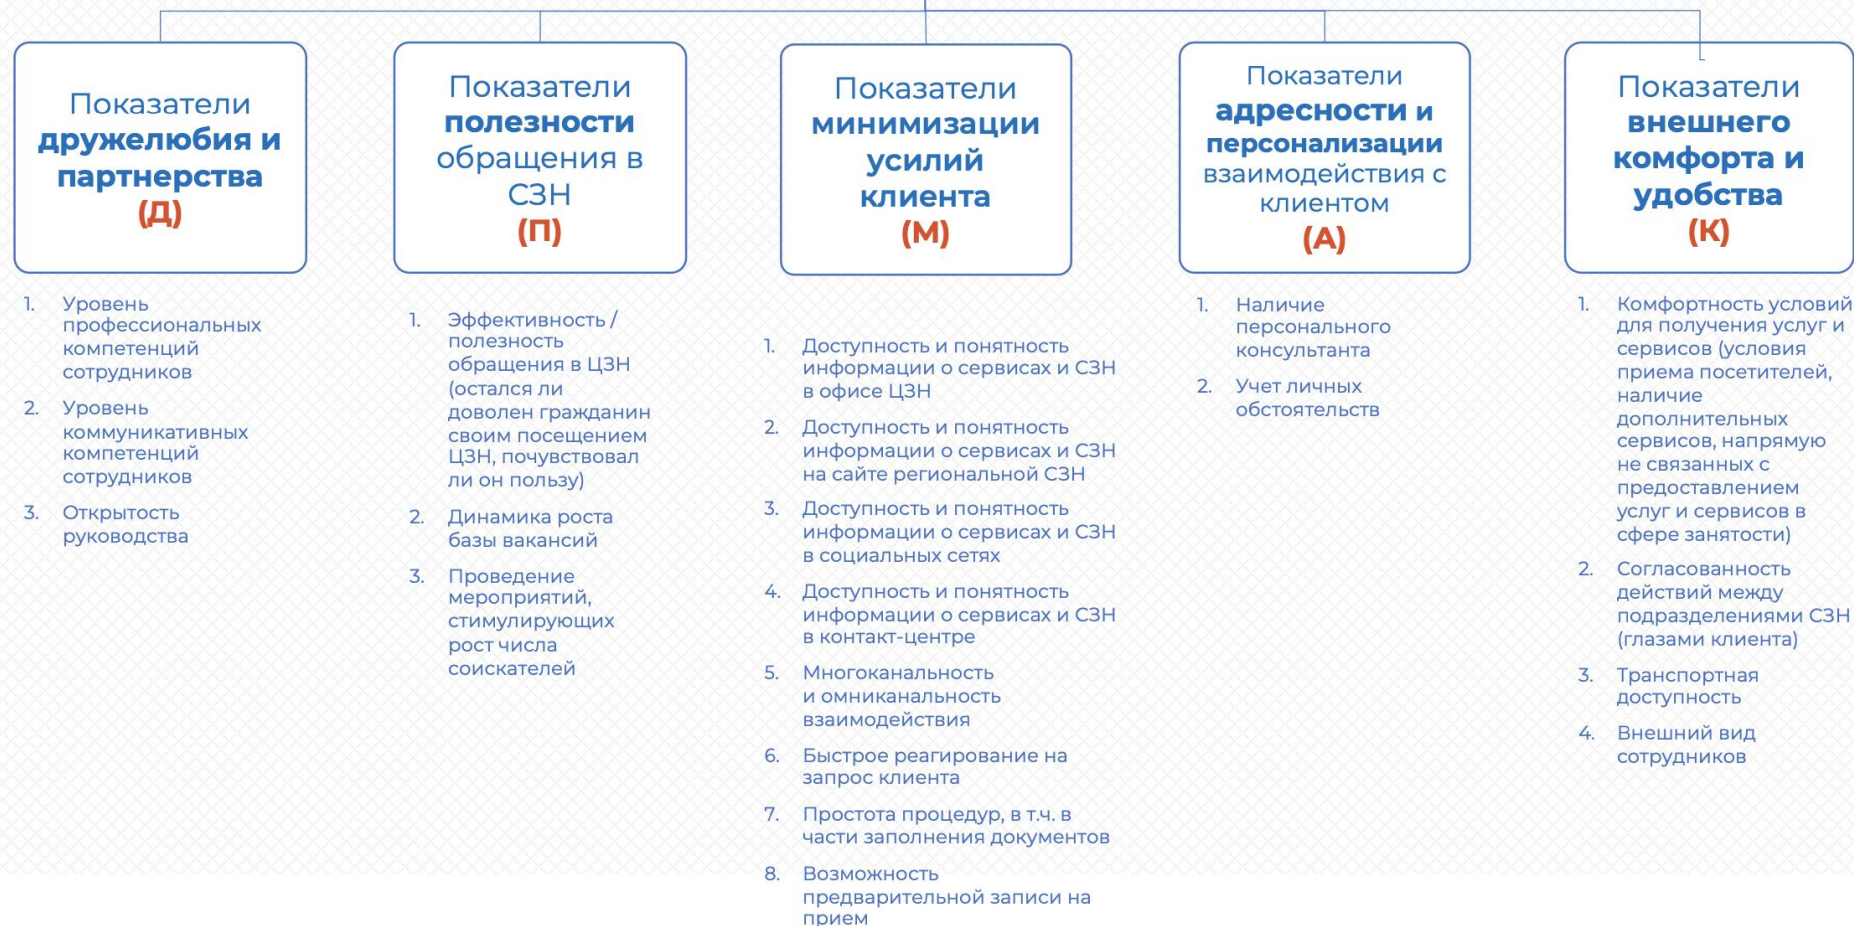 Показатели
дружелюбия и
партнерства
(Д)
1. Уровень
профессиональных
компетенций
сотрудников
2. Уровень
коммуникативных
компетенций
сотрудников
3. Открытость
руководства
Показатели
полезности
обращения в
СЗН
(П)
1. Эффективность /
полезность
обращения в ЦЗН
(остался ли
доволен гражданин
своим посещением
ЦЗН, почувствовал
ли он пользу)
2. Динамика роста
базы вакансий
3. Проведение
мероприятий,
стимулирующих
рост числа
соискателей
Показатели
минимизации
усилий
клиента
(М)
1. Доступность и понятность
информации о сервисах и СЗН
в офисе ЦЗН
2. Доступность и понятность
информации о сервисах и СЗН
на сайте региональной СЗН
3. Доступность и понятность
информации о сервисах и СЗН
в социальных сетях
4. Доступность и понятность
информации о сервисах и СЗН
в контакт-центре
5. Многоканальность
и омниканальность
взаимодействия
6. Быстрое реагирование на
запрос клиента
7. Простота процедур, в т.ч. в
части заполнения документов
8. Возможность
предварительной записи на
прием
Показатели
адресности и
персонализации
взаимодействия с
клиентом
(А)
1. Наличие
персонального
консультанта
2. Учет личных
обстоятельств
Показатели
внешнего
комфорта и
удобства
(К)
1. Комфортность условий
для получения услуг и
сервисов (условия
приема посетителей,
наличие
дополнительных
сервисов, напрямую
не связанных с
предоставлением
услуг и сервисов в
сфере занятости)
2. Согласованность
действий между
подразделениями СЗН
(глазами клиента)
3. Транспортная
доступность
4. Внешний вид
сотрудников